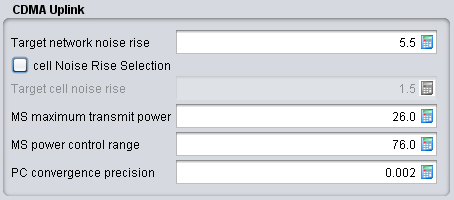 CDMA Uplink
Target network noise rise 5.5
cell Noise Rise Selection
Target cell noise rise 1.5
MS maximum transmit power 26.0
MS power control range 76.0
PC convergence precision 0.002